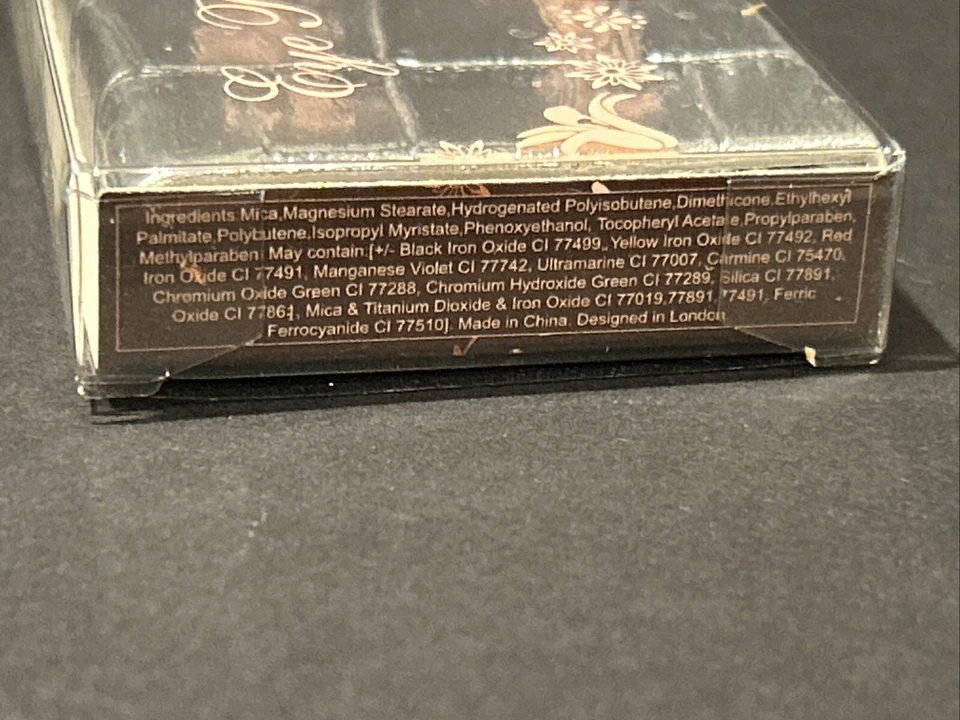 Eye
Ingredients:Mica,Magnesium Stearate,Hydrogenated Polyisobutene,Dimethicone,Ethylhexyl
Palmitate,Polybutene,Isopropyl Myristate,Phenoxyethanol, Tocopheryl Acetate,Propylparaben,
Methylparaben May contain:[+/- Black Iron Oxide CI 77499,, Yellow Iron Oxide CI 77492, Red
Iron Oxide CI 77491, Manganese Violet CI 77742, Ultramarine CI 77007, Carmine CI 75470,
Chromium Oxide Green CI 77288, Chromium Hydroxide Green CI 77289, Silica CI 77891,
Oxide CI 77861, Mica & Titanium Dioxide & Iron Oxide CI 77019,77891,77491, Ferric
Ferrocyanide CI 77510]. Made in China. Designed in London